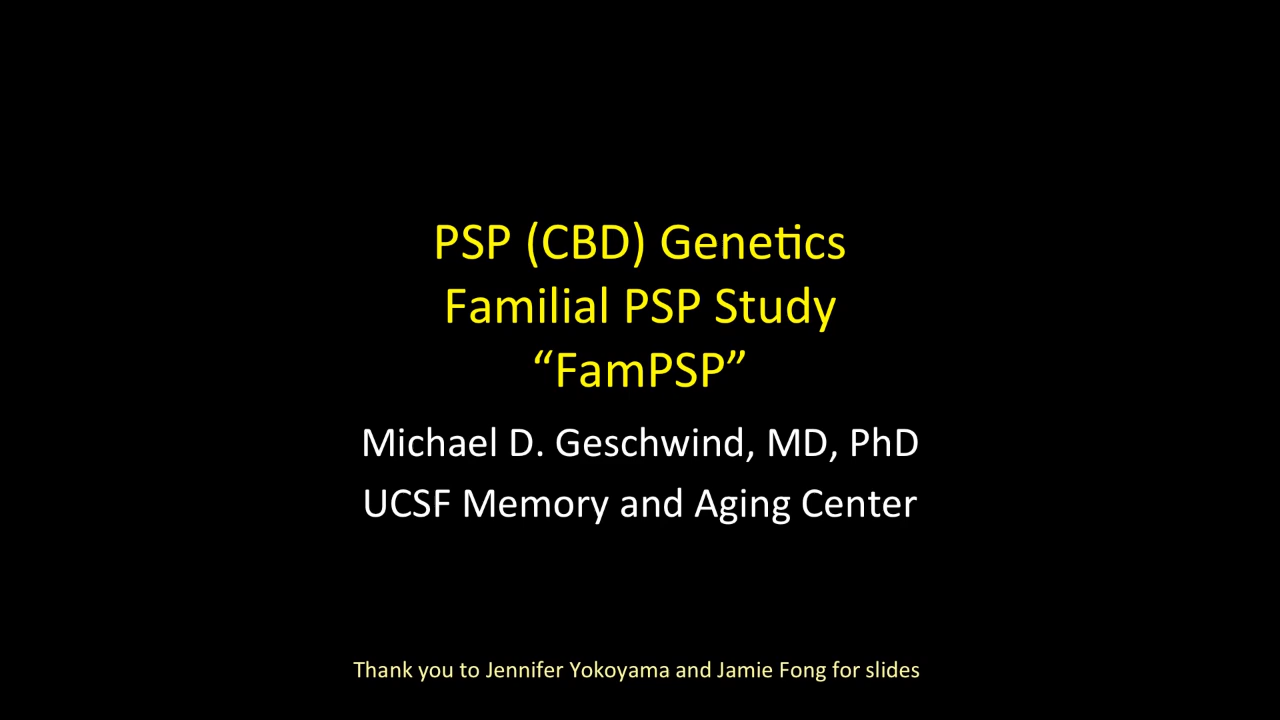 PSP (CBD) Genetics
Familial PSP Study
“FamPSP”
Michael D. Geschwind, MD, PhD
UCSF Memory and Aging Center
Thank you to Jennifer Yokoyama and Jamie Fong for slides